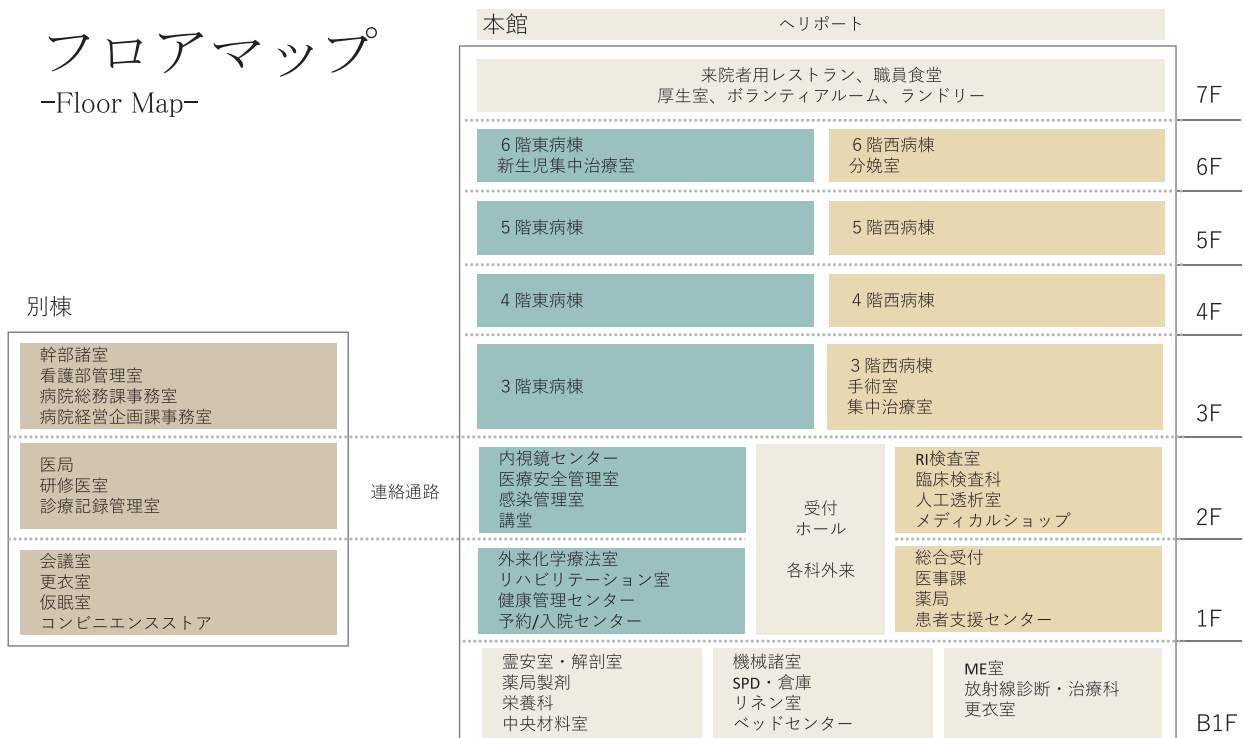 フロアマップ
-Floor Map-
本館
ヘリポート
来院者用レストラン、職員食堂
厚生室、ボランティアルーム、ランドリー
7F
6階東病棟
新生児集中治療室
6階西病棟
分娩室
6F
5階東病棟
5階西病棟
5F
4階東病棟
4階西病棟
4F
3階東病棟
3階西病棟
手術室
集中治療室
3F
別棟
幹部諸室
看護部管理室
病院総務課事務室
病院経営企画課事務室
医局
研修医室
診療記録管理室
会議室
更衣室
仮眠室
コンビニエンスストア
連絡通路
内視鏡センター
医療安全管理室
感染管理室
講堂
受付
ホール
各科外来
RI検査室
臨床検査科
人工透析室
メディカルショップ
2F
外来化学療法室
リハビリテーション室
健康管理センター
予約/入院センター
総合受付
医事課
薬局
患者支援センター
1F
霊安室・解剖室
薬局製剤
栄養科
中央材料室
機械諸室
SPD・倉庫
リネン室
ベッドセンター
ME室
放射線診断・治療科
更衣室
B1F